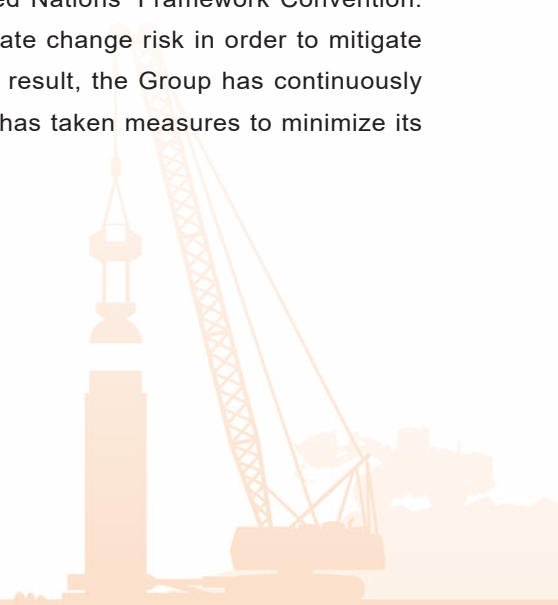 ed Nations' Framework Convention.
ate change risk in order to mitigate
result, the Group has continuously
has taken measures to minimize its